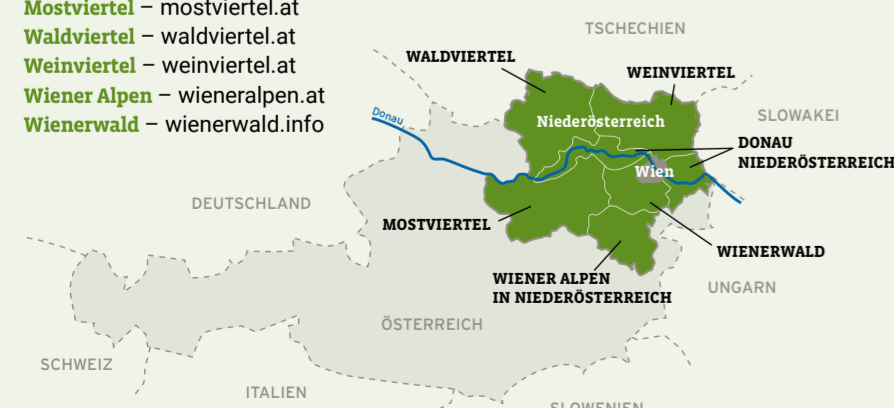 Mostviertel – mostviertel.at
Waldviertel – waldviertel.at
Weinviertel – weinviertel.at
Wiener Alpen – wieneralpen.at
Wienerwald – wienerwald.info
TSCHECHIEN
WALDVIERTEL
WEINVIERTEL
Donau
Niederösterreich
SLOWAKEI
DONAU
NIEDERÖSTERREICH
Wien
DEUTSCHLAND
MOSTVIERTEL
WIENERWALD
WIENER ALPEN
IN NIEDERÖSTERREICH
UNGARN
ÖSTERREICH
SCHWEIZ
ITALIEN
SLOWENIEN